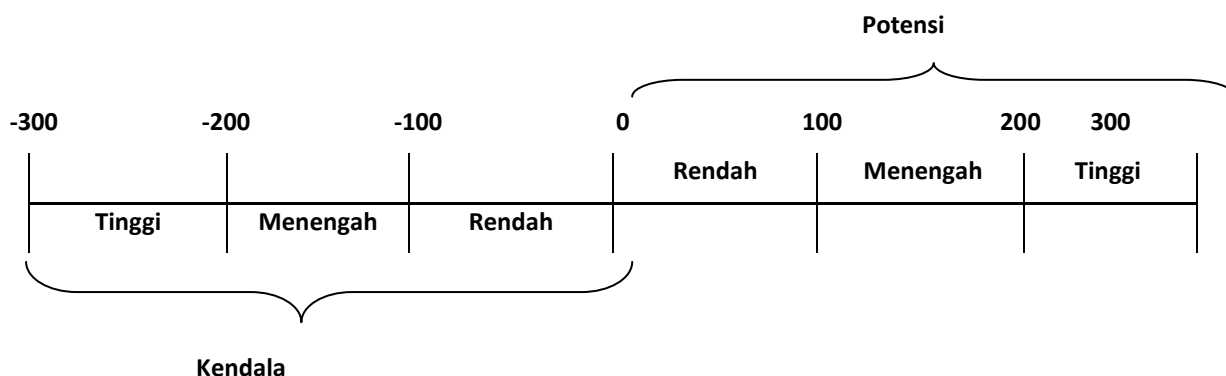 Potensi
-300 -200 -100 0 100 200 300
Rendah Menengah Tinggi
Tinggi Menengah Rendah
Kendala